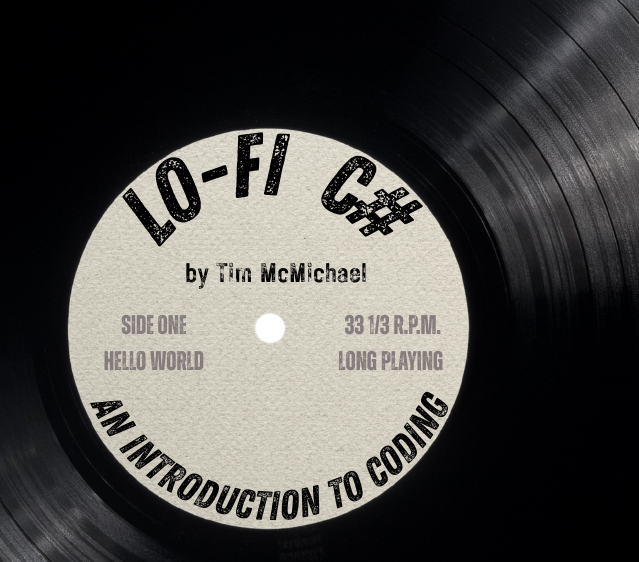 LO-FI C#
by Tim McMichael
SIDE ONE
33 1/3 R.P.M.
HELLO WORLD
LONG PLAYING
AN INTRODUCTION TO CODING